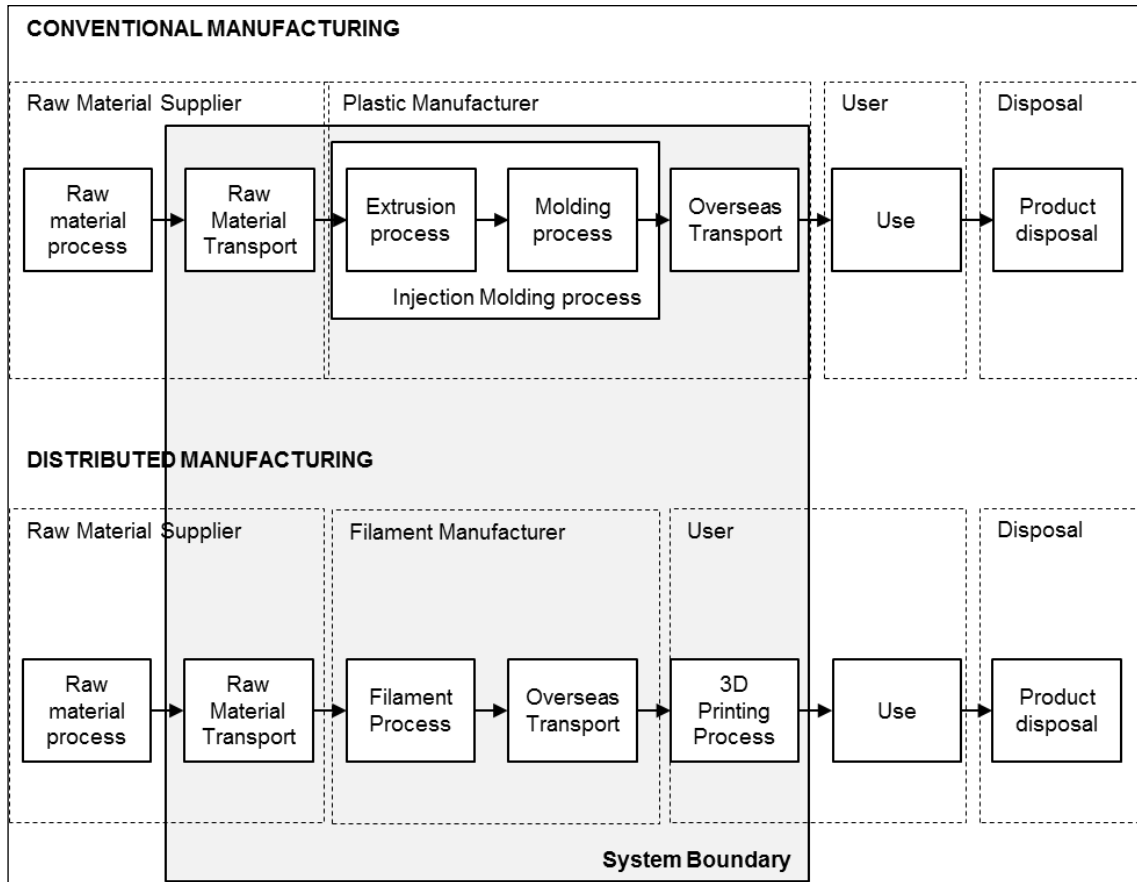 CONVENTIONAL MANUFACTURING
Raw Material Supplier
Plastic Manufacturer
User
Disposal
Raw
material
process
Raw
Material
Transport
Extrusion
process
Molding
process
Overseas
Transport
Use
Product
disposal
Injection Molding process
DISTRIBUTED MANUFACTURING
Raw Material Supplier
Filament Manufacturer
User
Disposal
Raw
material
process
Raw
Material
Transport
Filament
Process
Overseas
Transport
3D
Printing
Process
Use
Product
disposal
System Boundary